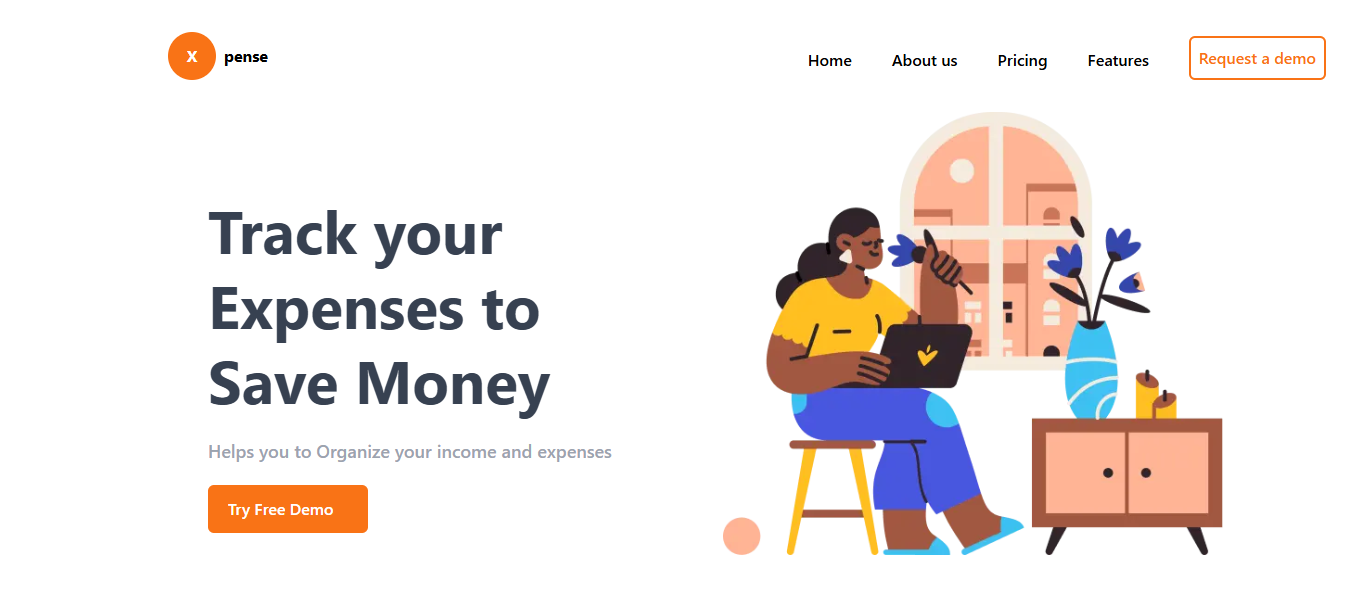 X pense
Home About us Pricing Features Request a demo
Track your
Expenses to
Save Money
Helps you to Organize your income and expenses
Try Free Demo